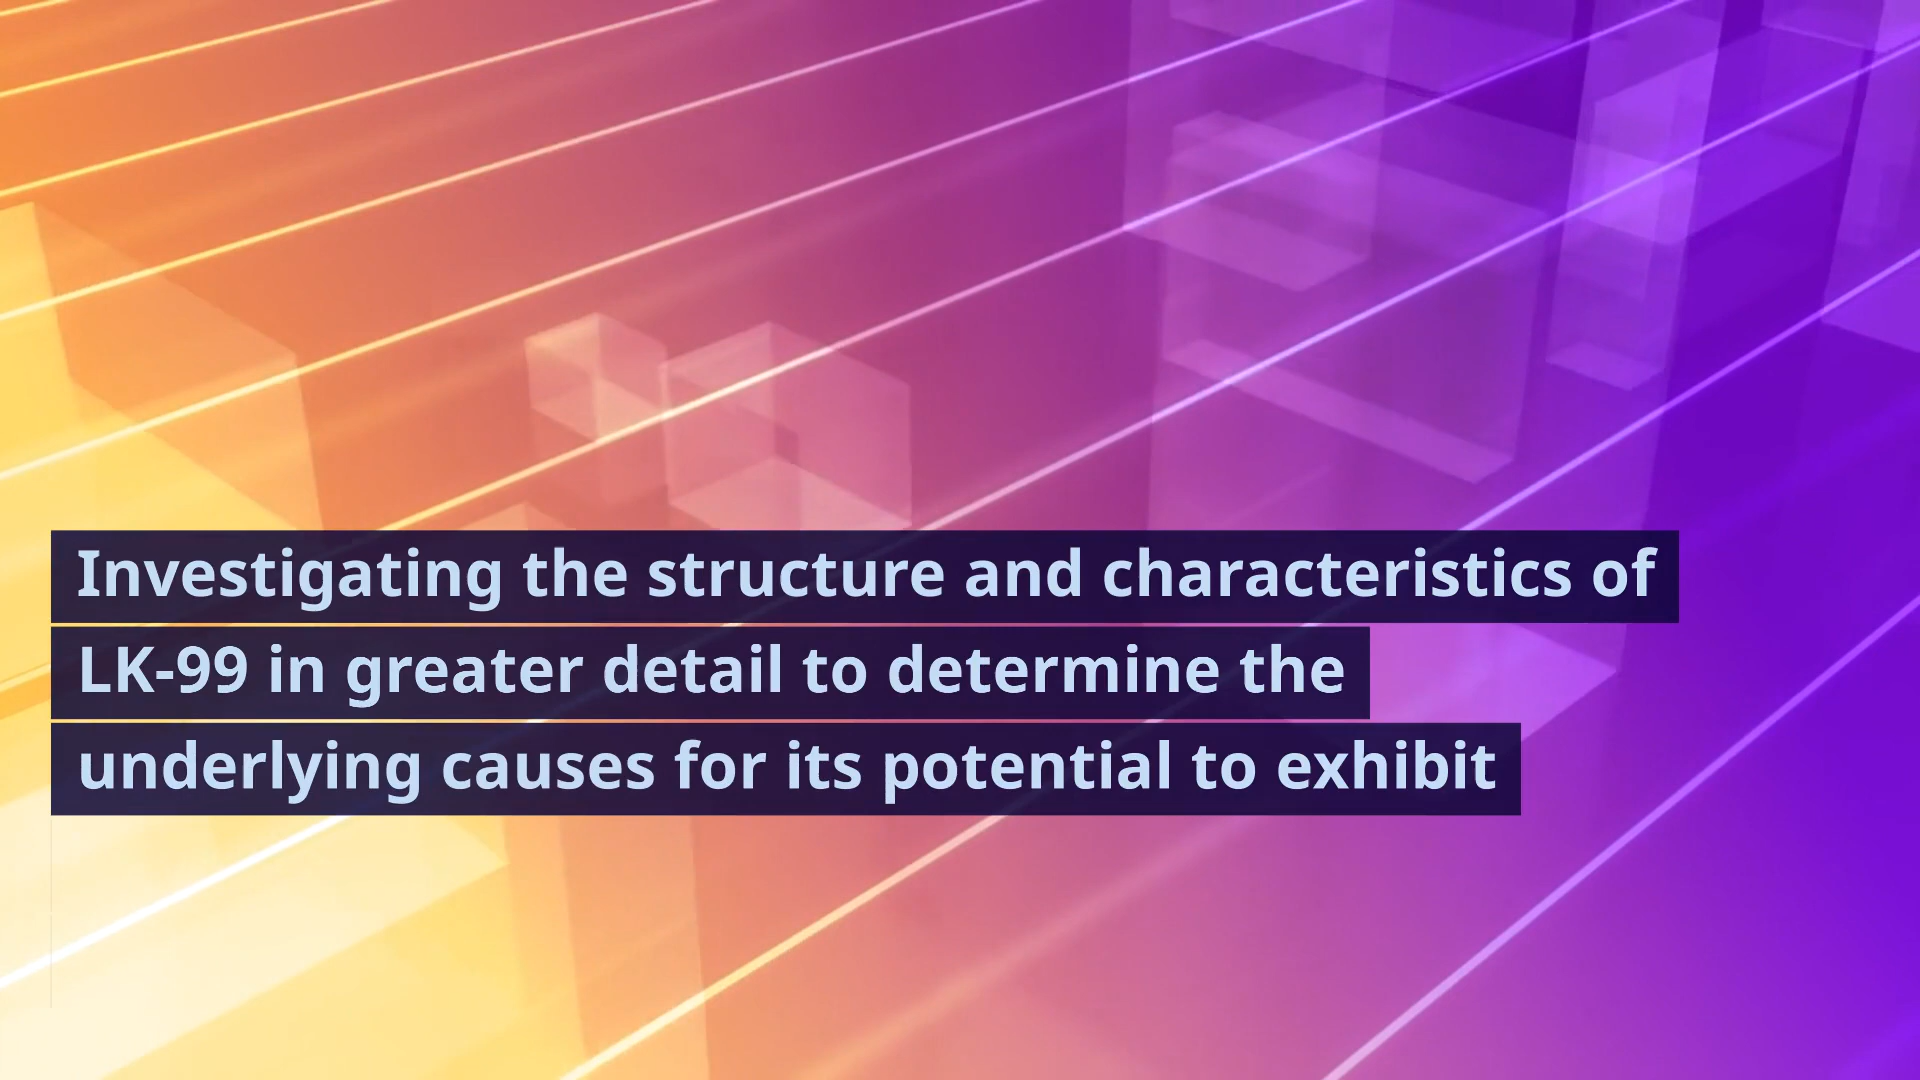 Investigating the structure and characteristics of
LK-99 in greater detail to determine the
underlying causes for its potential to exhibit